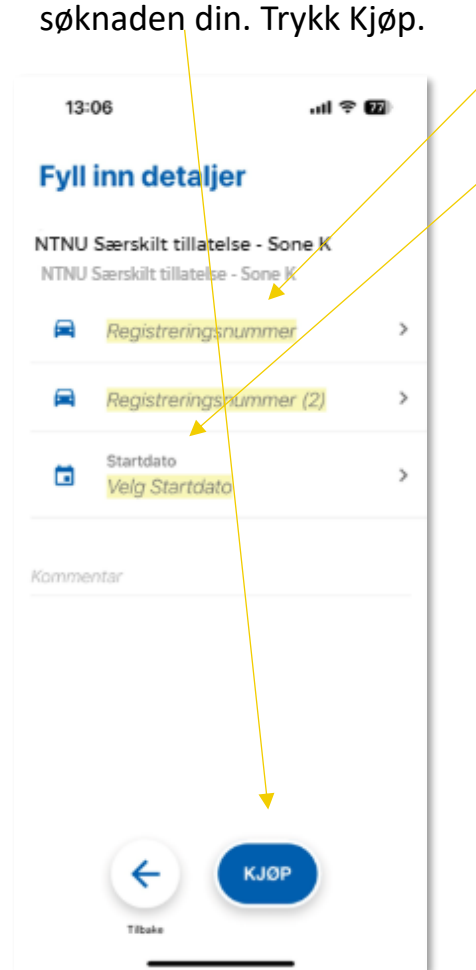 søknaden din. Trykk Kjøp.
13:06
77
Fyll inn detaljer
NTNU Særskilt tillatelse - Sone K
NTNU Særskilt tillatelse - Sone K
Registreringsnummer
Registreringsnummer (2)
Startdato
Velg Startdato
Kommentar
KJØP
Tilbake